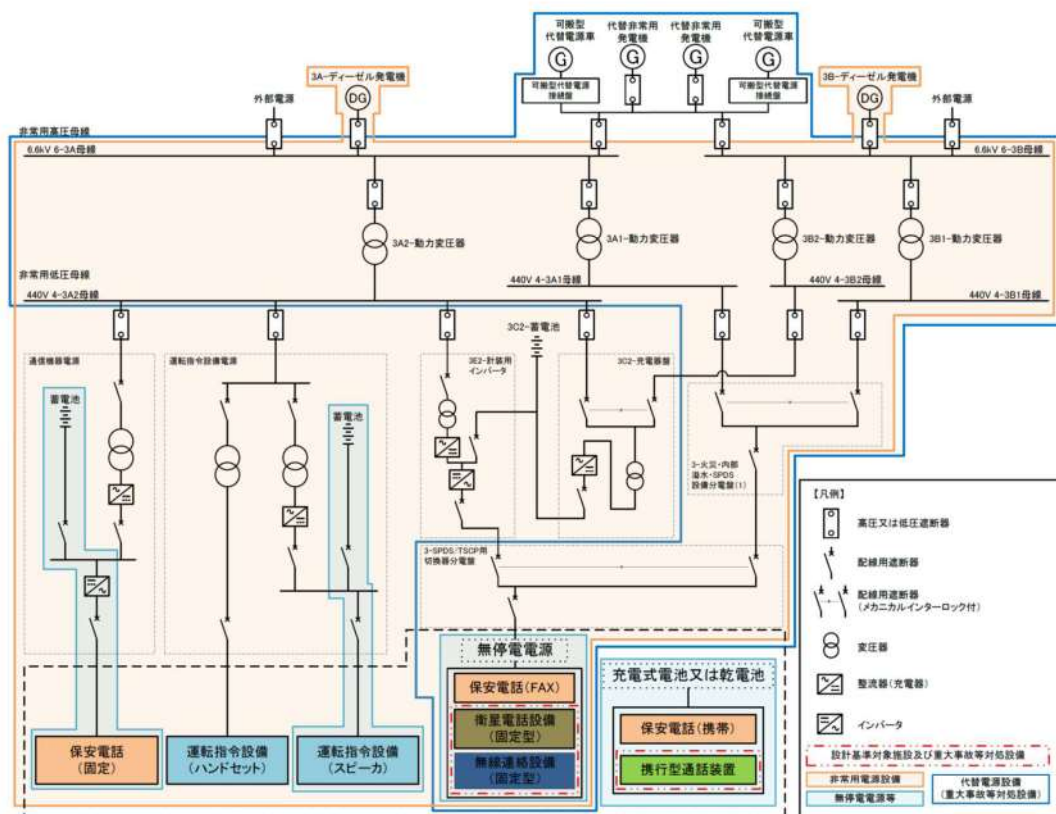 可搬型
代替電源車
代替非常用
発電機
代替非常用
発電機
可搬型
代替電源車
G
G
G
G
3A-ディーゼル発電機
3B-ディーゼル発電機
可搬型代替電源
接続盤
可搬型代替電源
接続盤
DG
DG
外部電源
外部電源
非常用高圧母線
6.6kV 6-3A母線
6.6kV 6-3B母線
3A2-動力変圧器
3A1-動力変圧器
3B2-動力変圧器
3B1-動力変圧器
非常用低圧母線
440V 4-3A1母線
440V 4-3B2母線
440V 4-3A2母線
440V 4-3B1母線
通信機器電源
運転指令設備電源
3C2-蓄電池
3E2-計装用
インバータ
3C2-充電器盤
蓄電池
蓄電池
3-火災・内部
溢水・SPDS
設備分電盤(1)
3-SPDS/TSCP用
切換器分電盤
無停電電源
保安電話(FAX)
衛星電話設備
(固定型)
無線連絡設備
(固定型)
充電式電池又は乾電池
保安電話(携帯)
携行型通話装置
保安電話
(固定)
運転指令設備
(ハンドセット)
運転指令設備
(スピーカ)
【凡例】
高圧又は低圧遮断器
配線用遮断器
配線用遮断器
(メカニカルインターロック付)
変圧器
整流器(充電器)
インバータ
設計基準対象施設及び重大事故等対処設備
非常用電源設備
無停電電源等
代替電源設備
(重大事故等対処設備)